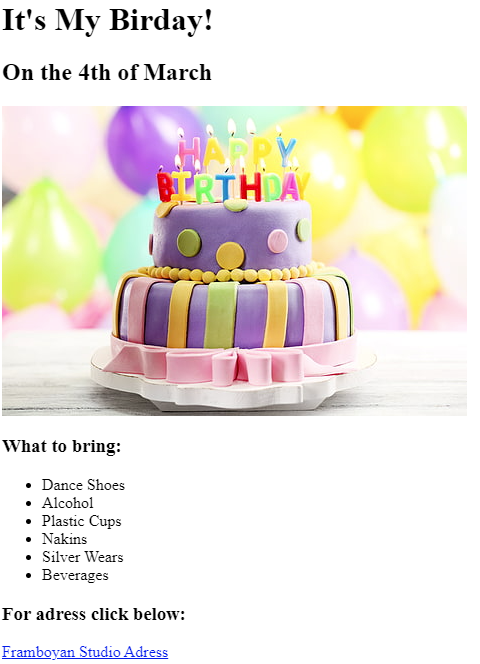 It's My Birday!
On the 4th of March
HAPPY
BIRTHDAY
What to bring:
Dance Shoes
Alcohol
Plastic Cups
Nakins
Silver Wears
Beverages
For adress click below:
Framboyan Studio Adress